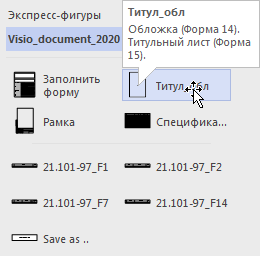 Экспресс-фигуры
Титул_обл
Обложка (Форма 14).
Титульный лист (Форма
15).
Visio_document_2020
Заполнить
форму
Титул_обл
Рамка
Специфика...
21.101-97_F1
21.101-97_F2
21.101-97_F7
21.101-97_F14
Save as ..